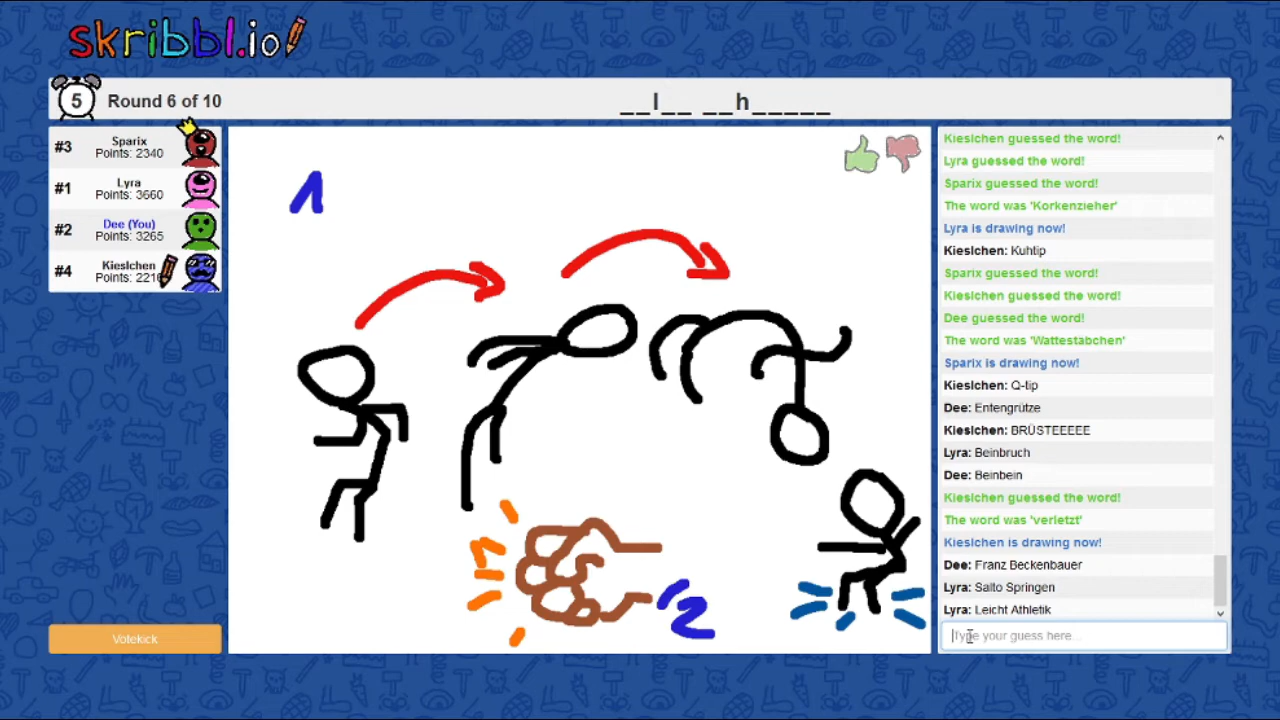 skribbl.io
5
Round 6 of 10
__l__ __h_____
#3
Sparix
Points: 2340
#1
Lyra
Points: 3660
#2
Dee (You)
Points: 3265
#4
Kieslchen
1
2
Votekick
Kieslchen guessed the word!
Lyra guessed the word!
Sparix guessed the word!
The word was 'Korkenzieher'
Lyra is drawing now!
Kieslchen: Kuhtip
Sparix guessed the word!
Kieslchen guessed the word!
Dee guessed the word!
The word was 'Wattestäbchen'
Sparix is drawing now!
Kieslchen: Q-tip
Dee: Entengrütze
Kieslchen: BRÜSTEEEEE
Lyra: Beinbruch
Dee: Beinbein
Kieslchen guessed the word!
The word was 'verletzt'
Kieslchen is drawing now!
Dee: Franz Beckenbauer
Lyra: Salto Springen
Lyra: Leicht Athletik
Type your guess here...